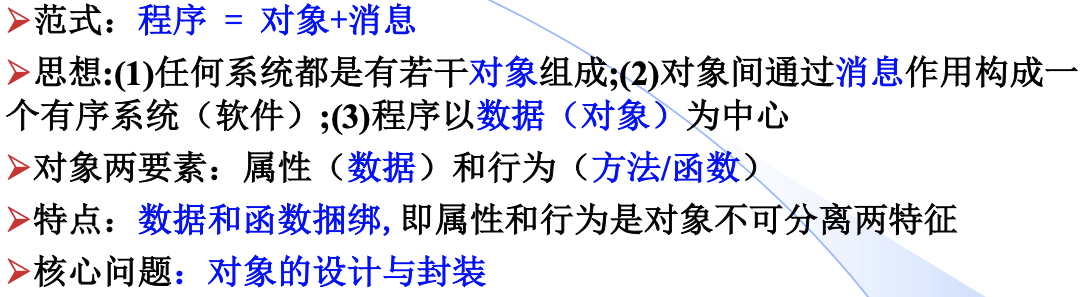 ➢范式：程序 = 对象+消息
➢思想:(1)任何系统都是有若干对象组成;(2)对象间通过消息作用构成一
个有序系统（软件）;(3)程序以数据（对象）为中心
➢对象两要素：属性（数据）和行为（方法/函数）
➢特点：数据和函数捆绑,即属性和行为是对象不可分离两特征
➢核心问题：对象的设计与封装